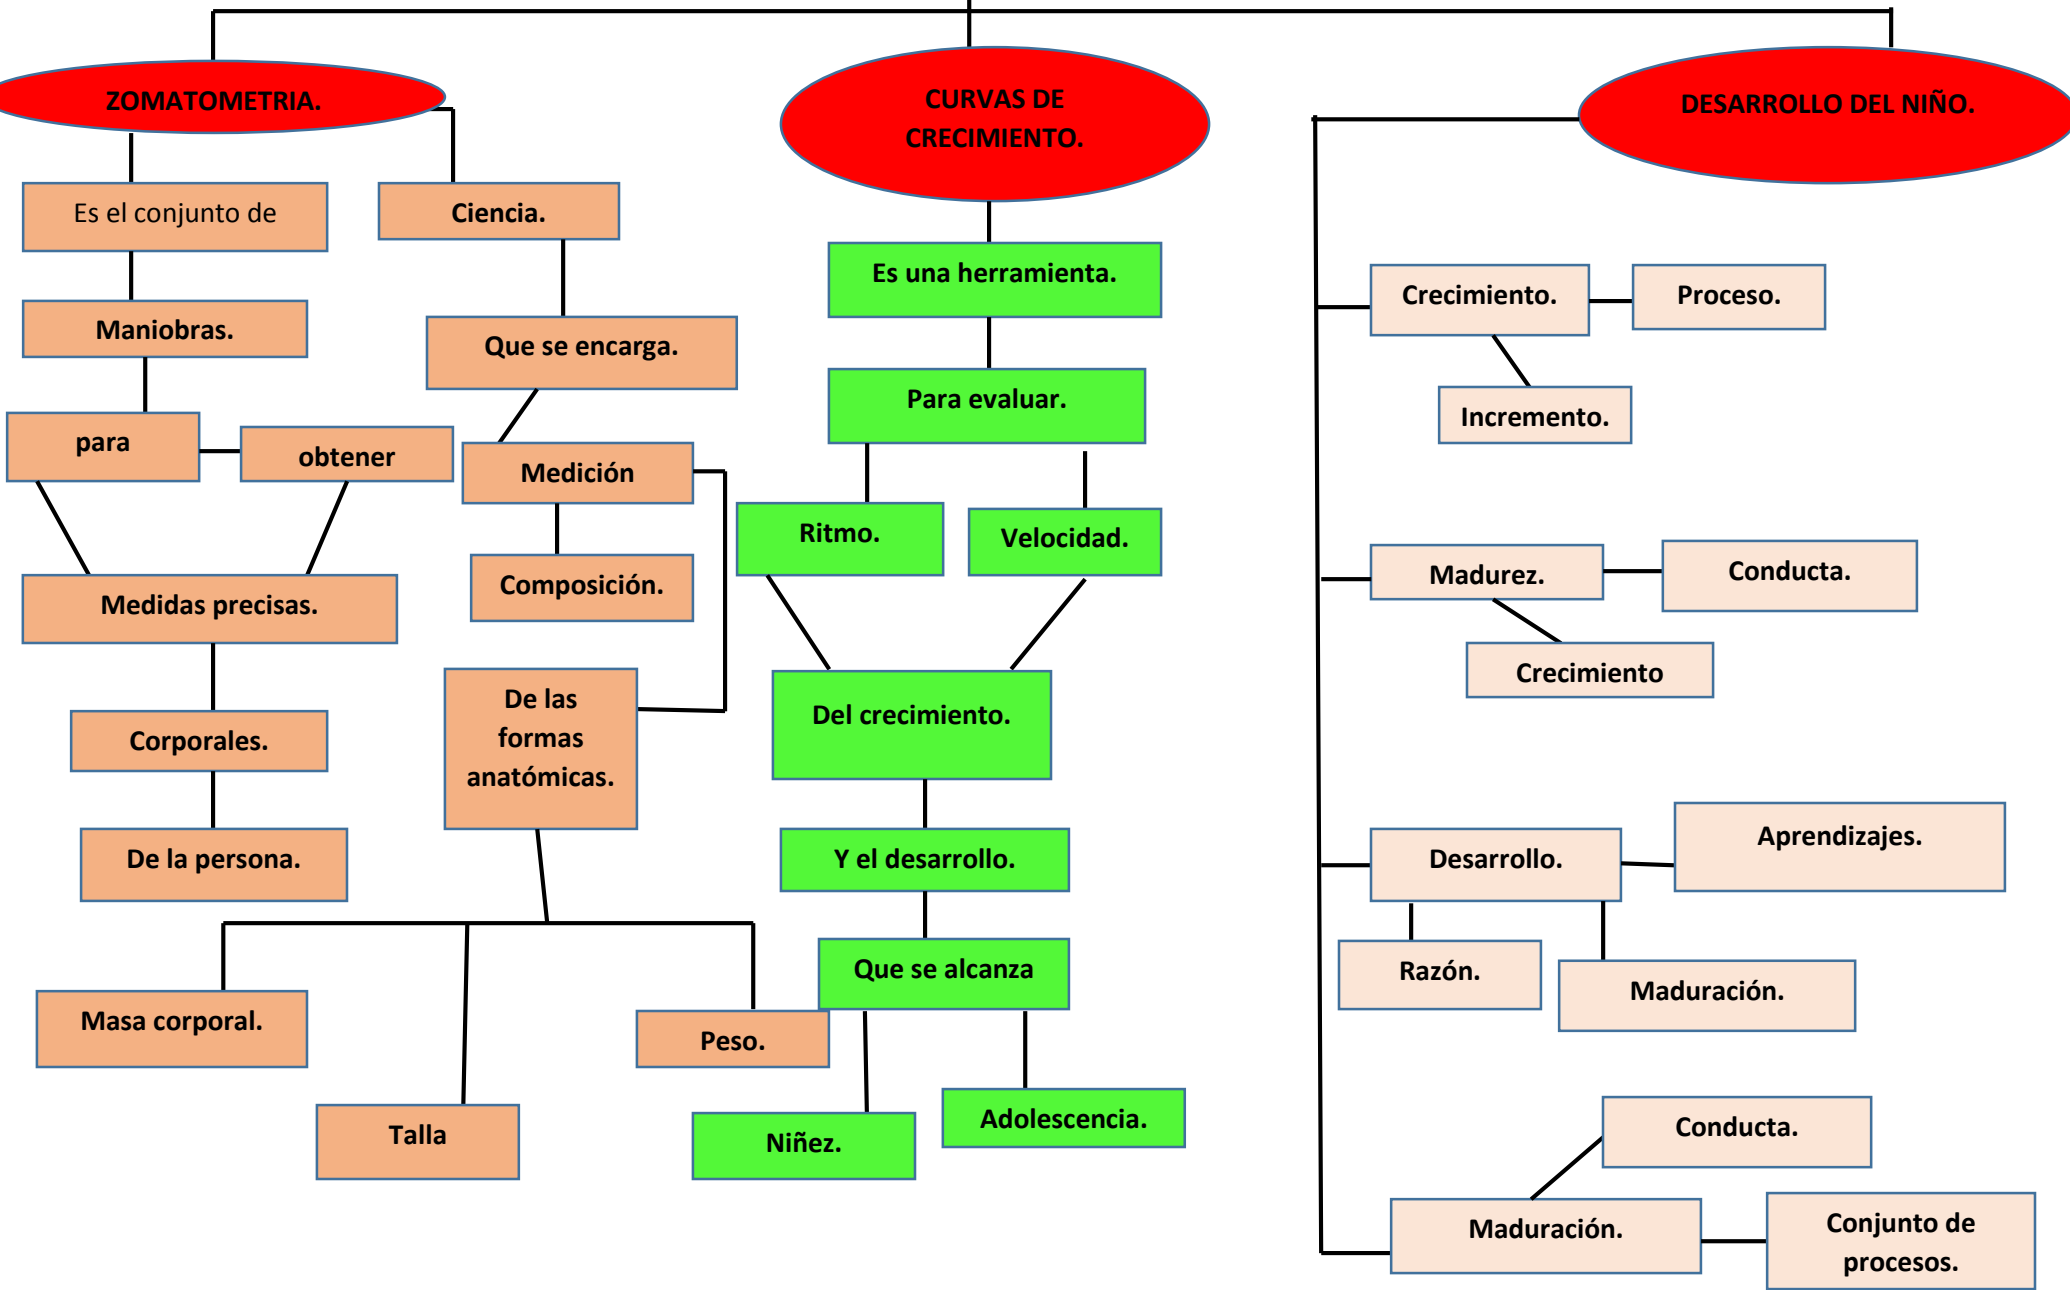 ZOMATOMETRIA.
Es el conjunto de
Maniobras.
para
obtener
Medidas precisas.
Corporales.
De la persona.
Ciencia.
Que se encarga.
Medición
Composición.
De las
formas
anatómicas.
Masa corporal.
Talla
Peso.
CURVAS DE
CRECIMIENTO.
Es una herramienta.
Para evaluar.
Ritmo.
Velocidad.
Del crecimiento.
Y el desarrollo.
Que se alcanza
Niñez.
Adolescencia.
DESARROLLO DEL NIÑO.
Crecimiento.
Proceso.
Incremento.
Madurez.
Conducta.
Crecimiento
Desarrollo.
Aprendizajes.
Razón.
Maduración.
Conducta.
Maduración.
Conjunto de
procesos.